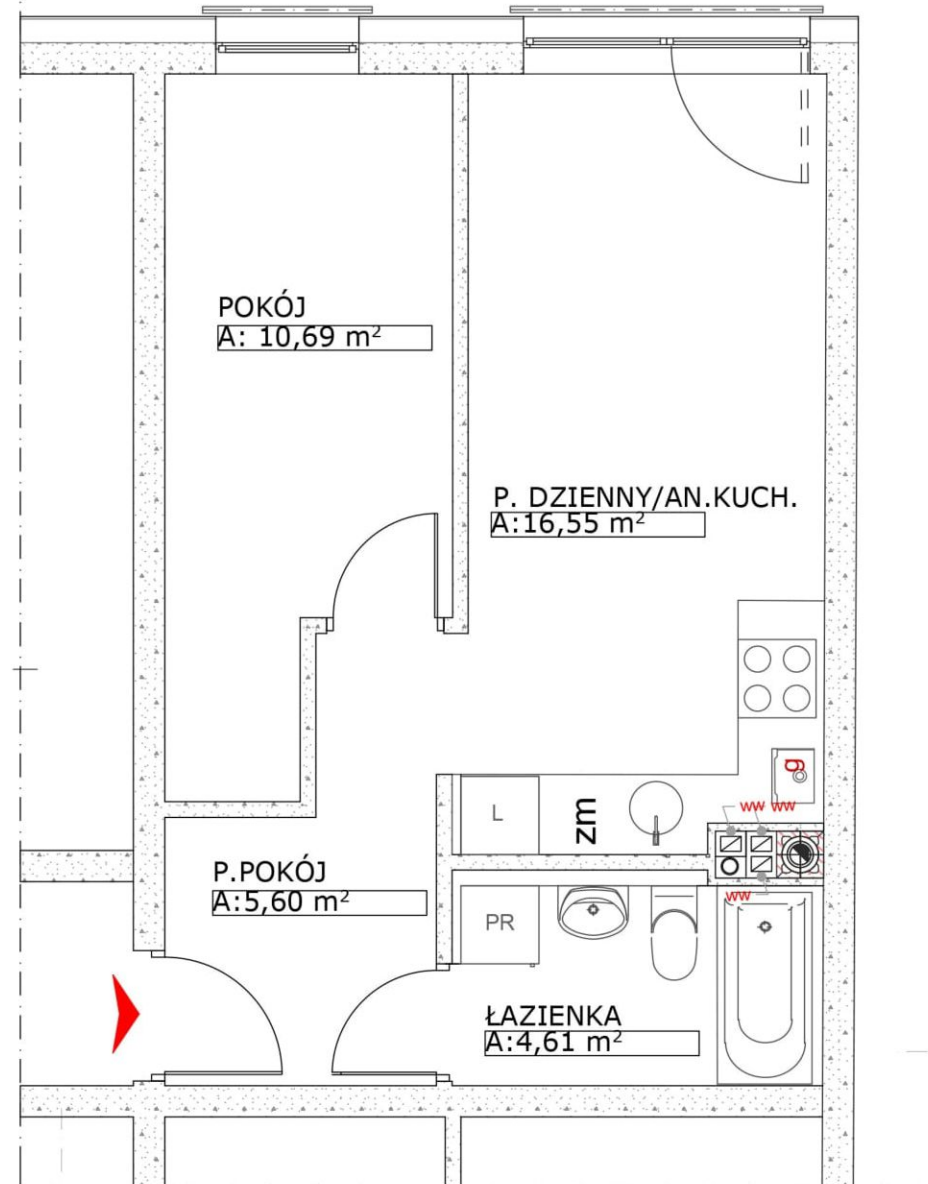 POKÓJ
A: 10,69 m²
P. DZIENNY/AN.KUCH.
A:16,55 m²
g
ww ww
L
zm
P.POKÓJ
A:5,60 m²
ww
PR
ŁAZIENKA
A:4,61 m²